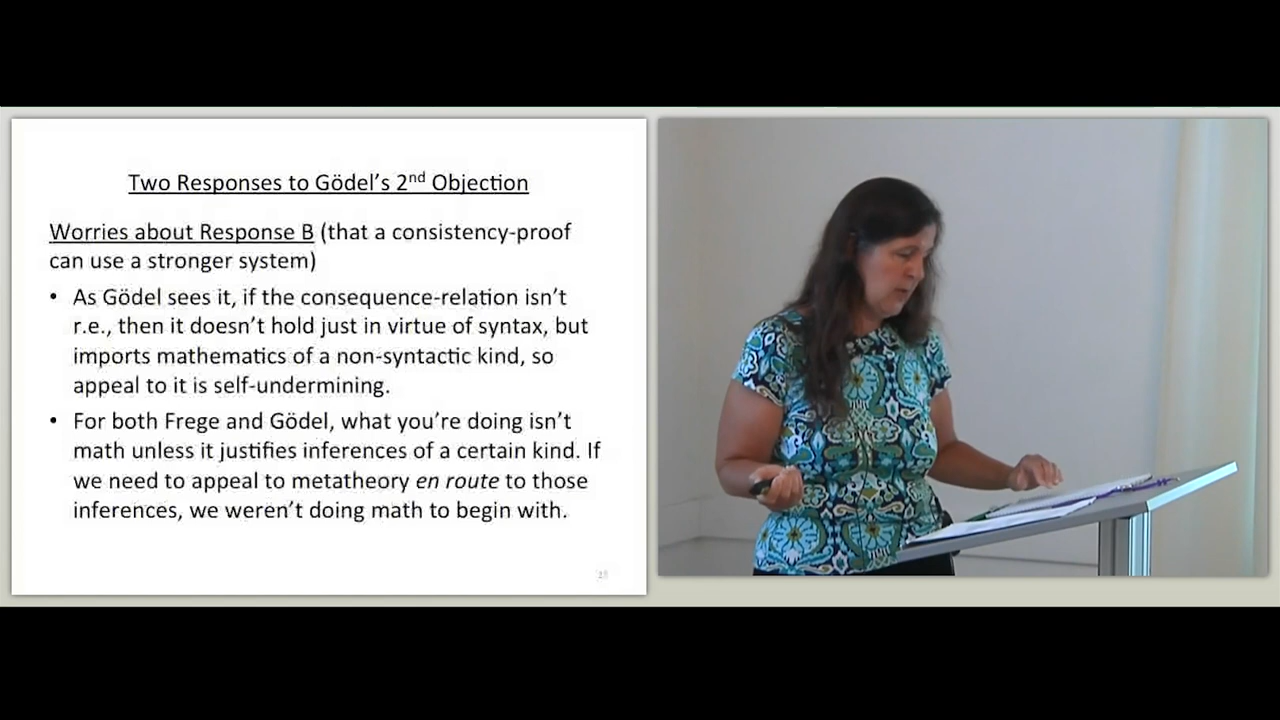 Two Responses to Gödel's 2nd Objection
Worries about Response B (that a consistency-proof
can use a stronger system)
• As Gödel sees it, if the consequence-relation isn't
r.e., then it doesn't hold just in virtue of syntax, but
imports mathematics of a non-syntactic kind, so
appeal to it is self-undermining.
• For both Frege and Gödel, what you're doing isn't
math unless it justifies inferences of a certain kind. If
we need to appeal to metatheory en route to those
inferences, we weren't doing math to begin with.